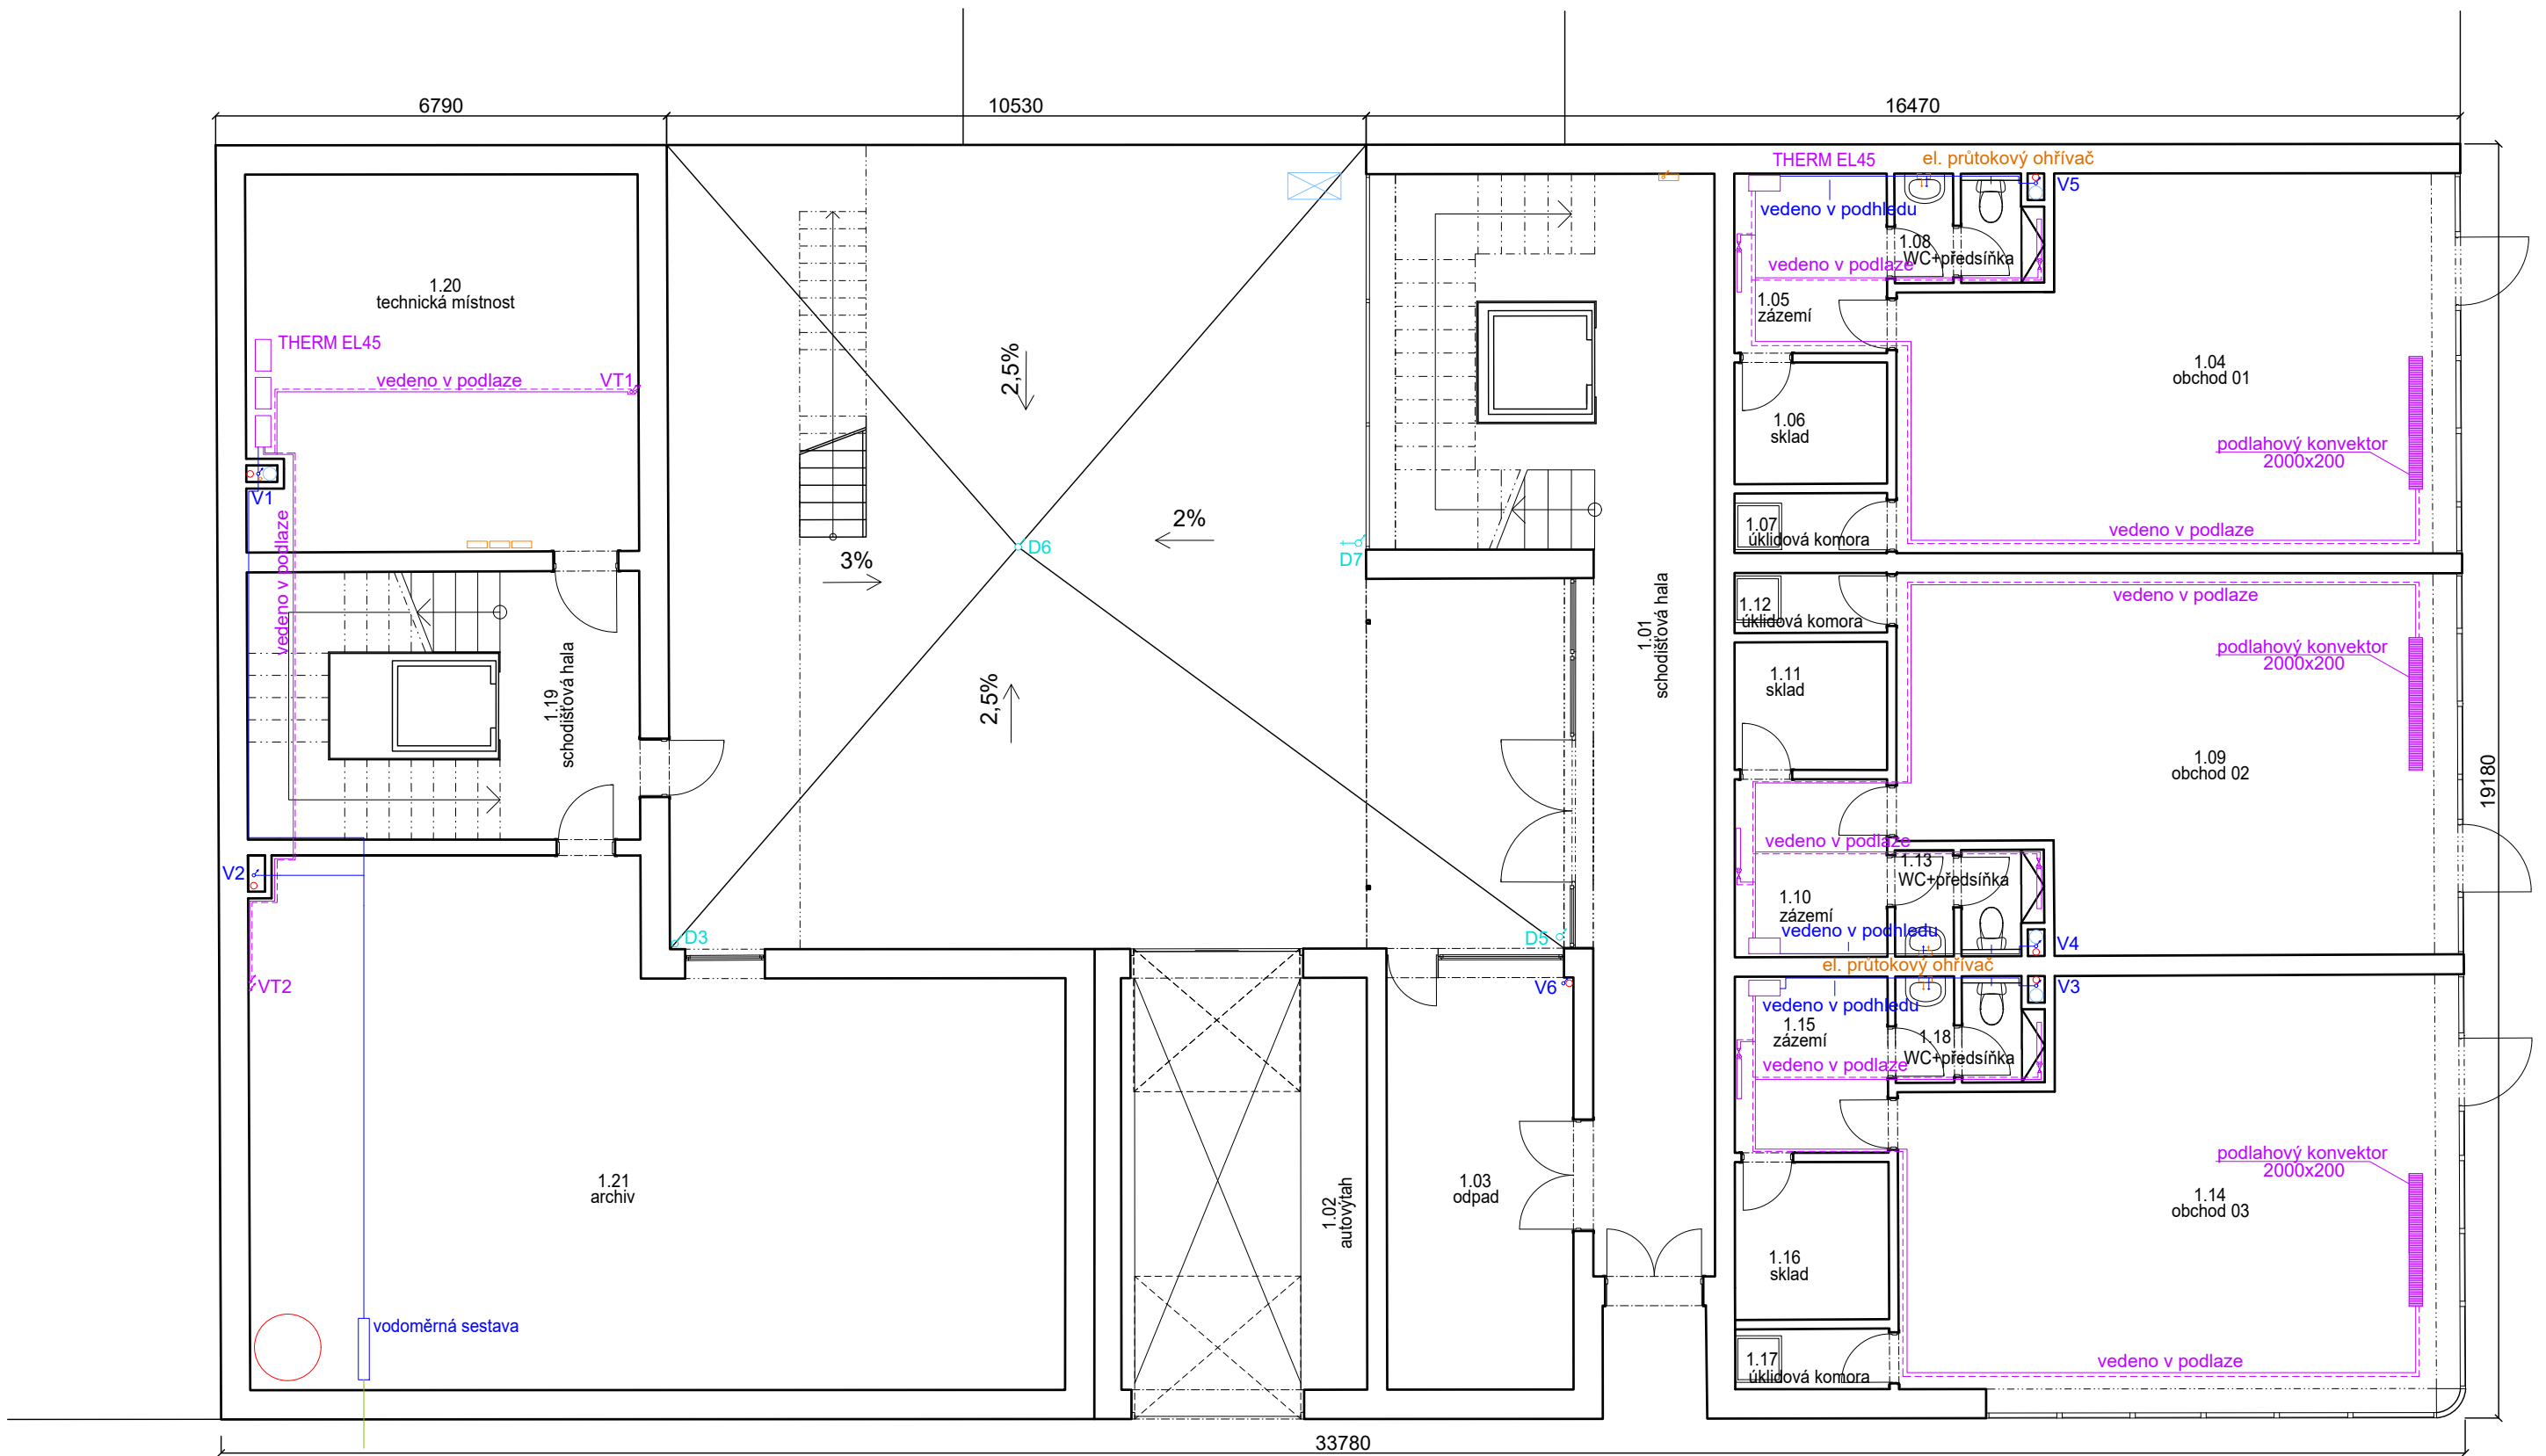 6790
10530
16470
THERM EL45
el. průtokový ohřívač
V5
vedeno v podhledu
1.08
WC+předsíňka
vedeno v podlaze
1.05
zázemí
1.20
technická místnost
THERM EL45
vedeno v podlaze
VT1
2,5%
1.04
obchod 01
1.06
sklad
podlahový konvektor
2000x200
V1
vedeno v podlaze
2%
1.07
úklidová komora
vedeno v podlaze
D6
D7
3%
1.12
úklidová komora
vedeno v podlaze
1.01
schodišťová hala
podlahový konvektor
2000x200
1.11
sklad
1.19
schodišťová hala
2,5%
1.09
obchod 02
19180
vedeno v podlaze
V2
1.13
WC+předsíňka
1.10
zázemí
vedeno v podhledu
D3
D5
V4
el. průtokový ohřívač
VT2
V6
V3
vedeno v podhledu
1.15
zázemí
1.18
WC+předsíňka
vedeno v podlaze
podlahový konvektor
2000x200
1.21
archiv
1.02
autovýtah
1.03
odpad
1.14
obchod 03
1.16
sklad
vodoměrná sestava
1.17
úklidová komora
vedeno v podlaze
33780